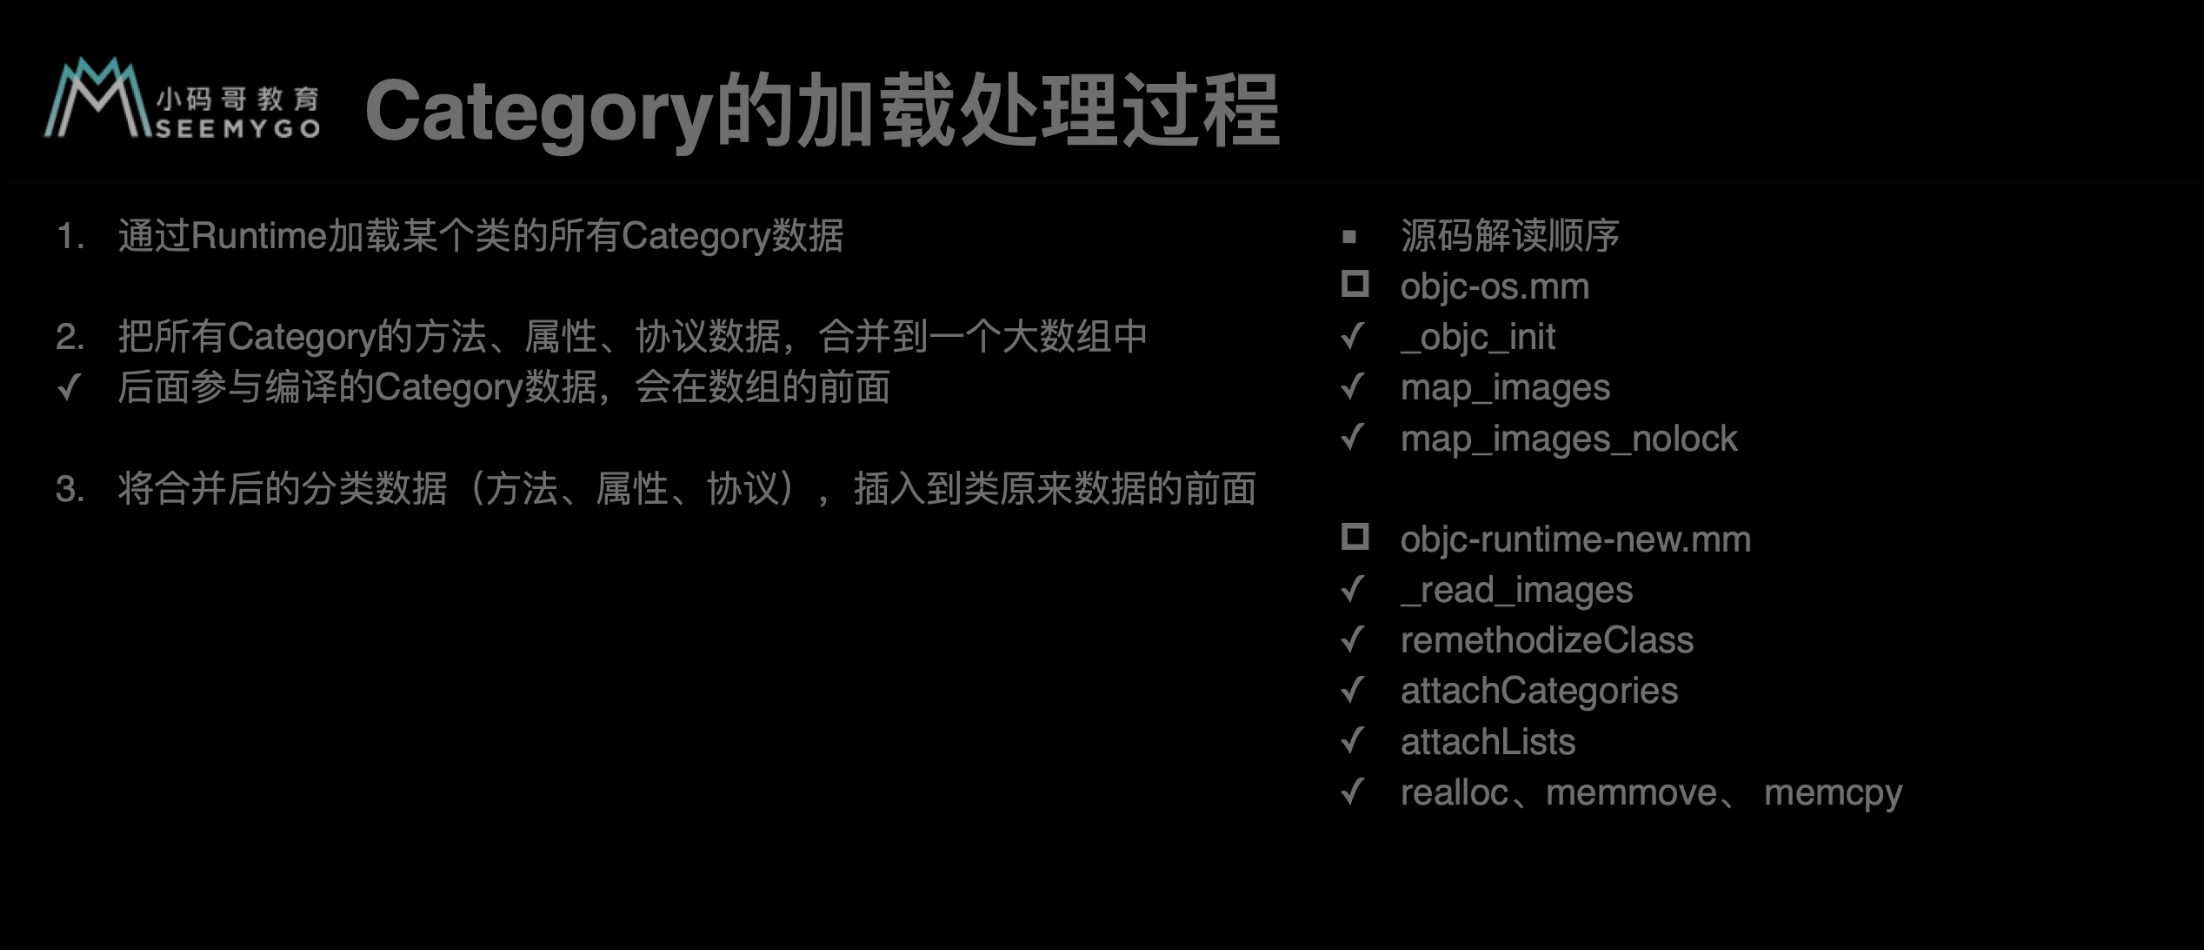 小码哥教育
SEEMYGO
Category的加载处理过程
1. 通过Runtime加载某个类的所有Category数据
2. 把所有Category的方法、属性、协议数据，合并到一个大数组中
✓ 后面参与编译的Category数据，会在数组的前面
3. 将合并后的分类数据（方法、属性、协议），插入到类原来数据的前面
▪ 源码解读顺序
objc-os.mm
✓ _objc_init
✓ map_images
✓ map_images_nolock
objc-runtime-new.mm
✓ _read_images
✓ remethodizeClass
✓ attachCategories
✓ attachLists
✓ realloc、memmove、 memcpy